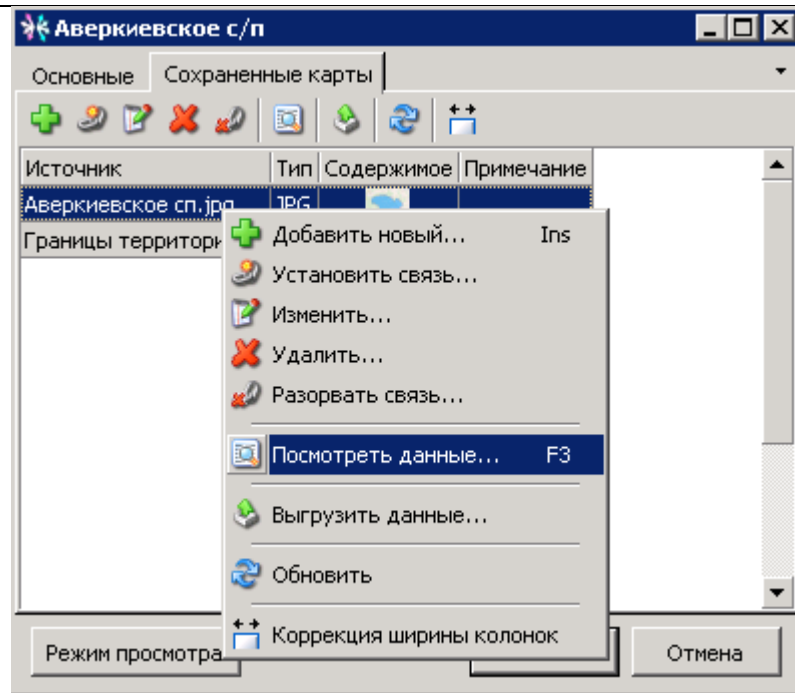 Аверкиевское с/п
Основные Сохраненные карты
Источник Тип Содержимое Примечание
Аверкиевское сп.jpg JPG
Границы
Добавить новый... Ins
Установить связь...
Изменить...
Удалить...
Разорвать связь...
Посмотреть данные... F3
Выгрузить данные...
Обновить
Коррекция ширины колонок
Режим просмотра Отмена